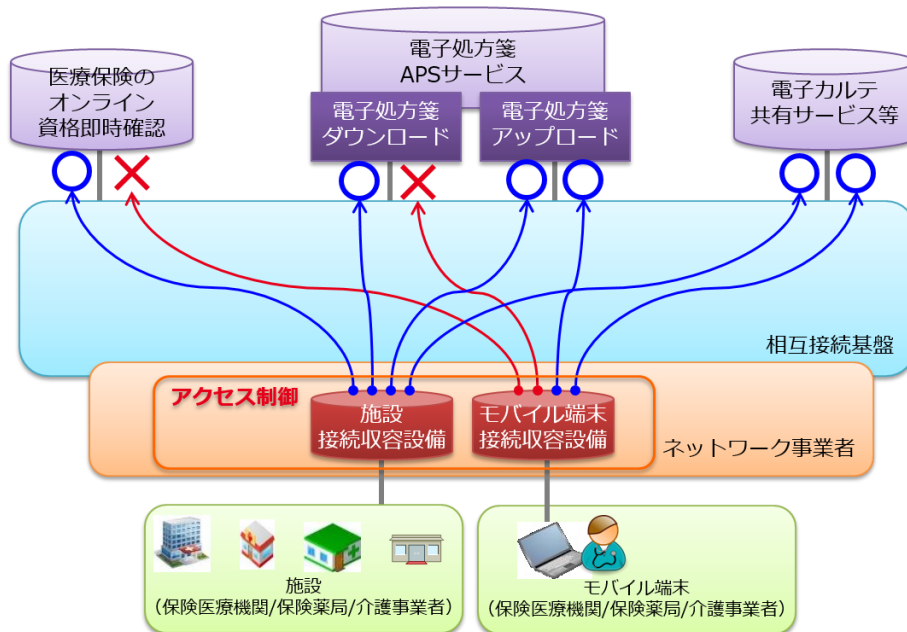 医療保険の
オンライン
資格即時確認
電子処方箋
APSサービス
電子処方箋
ダウンロード
電子処方箋
アップロード
電子カルテ
共有サービス等
相互接続基盤
アクセス制御
施設
接続収容設備
モバイル端末
接続収容設備
ネットワーク事業者
施設
(保険医療機関/保険薬局/介護事業者)
モバイル端末
(保険医療機関/保険薬局/介護事業者)